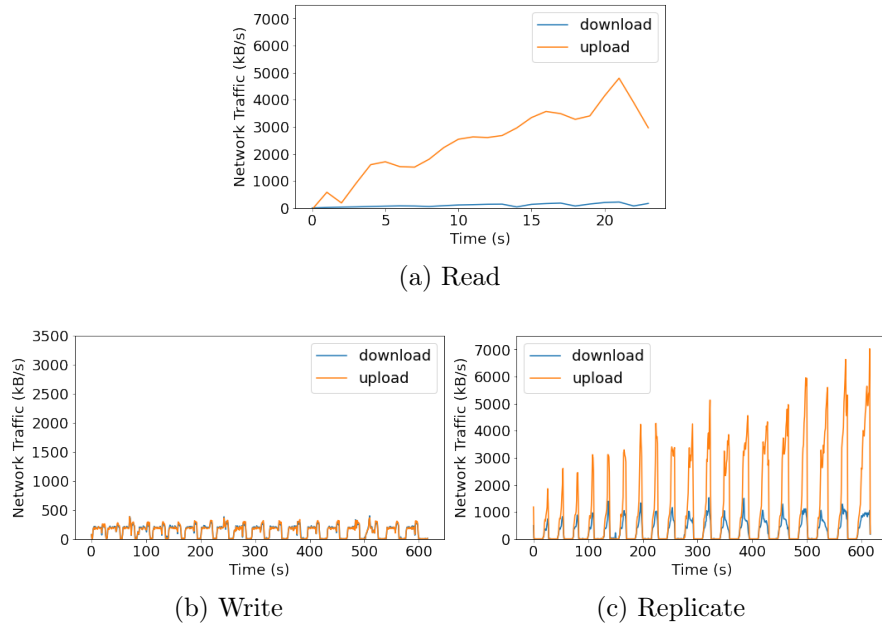 7000
6000
5000
4000
3000
2000
1000
0
Network Traffic (kB/s)
download
upload
0 5 10 15 20
Time (s)
(a) Read
3500
3000
2500
2000
1500
1000
500
0
Network Traffic (kB/s)
download
upload
0 100 200 300 400 500 600
Time (s)
(b) Write
7000
6000
5000
4000
3000
2000
1000
0
Network Traffic (kB/s)
download
upload
0 100 200 300 400 500 600
Time (s)
(c) Replicate